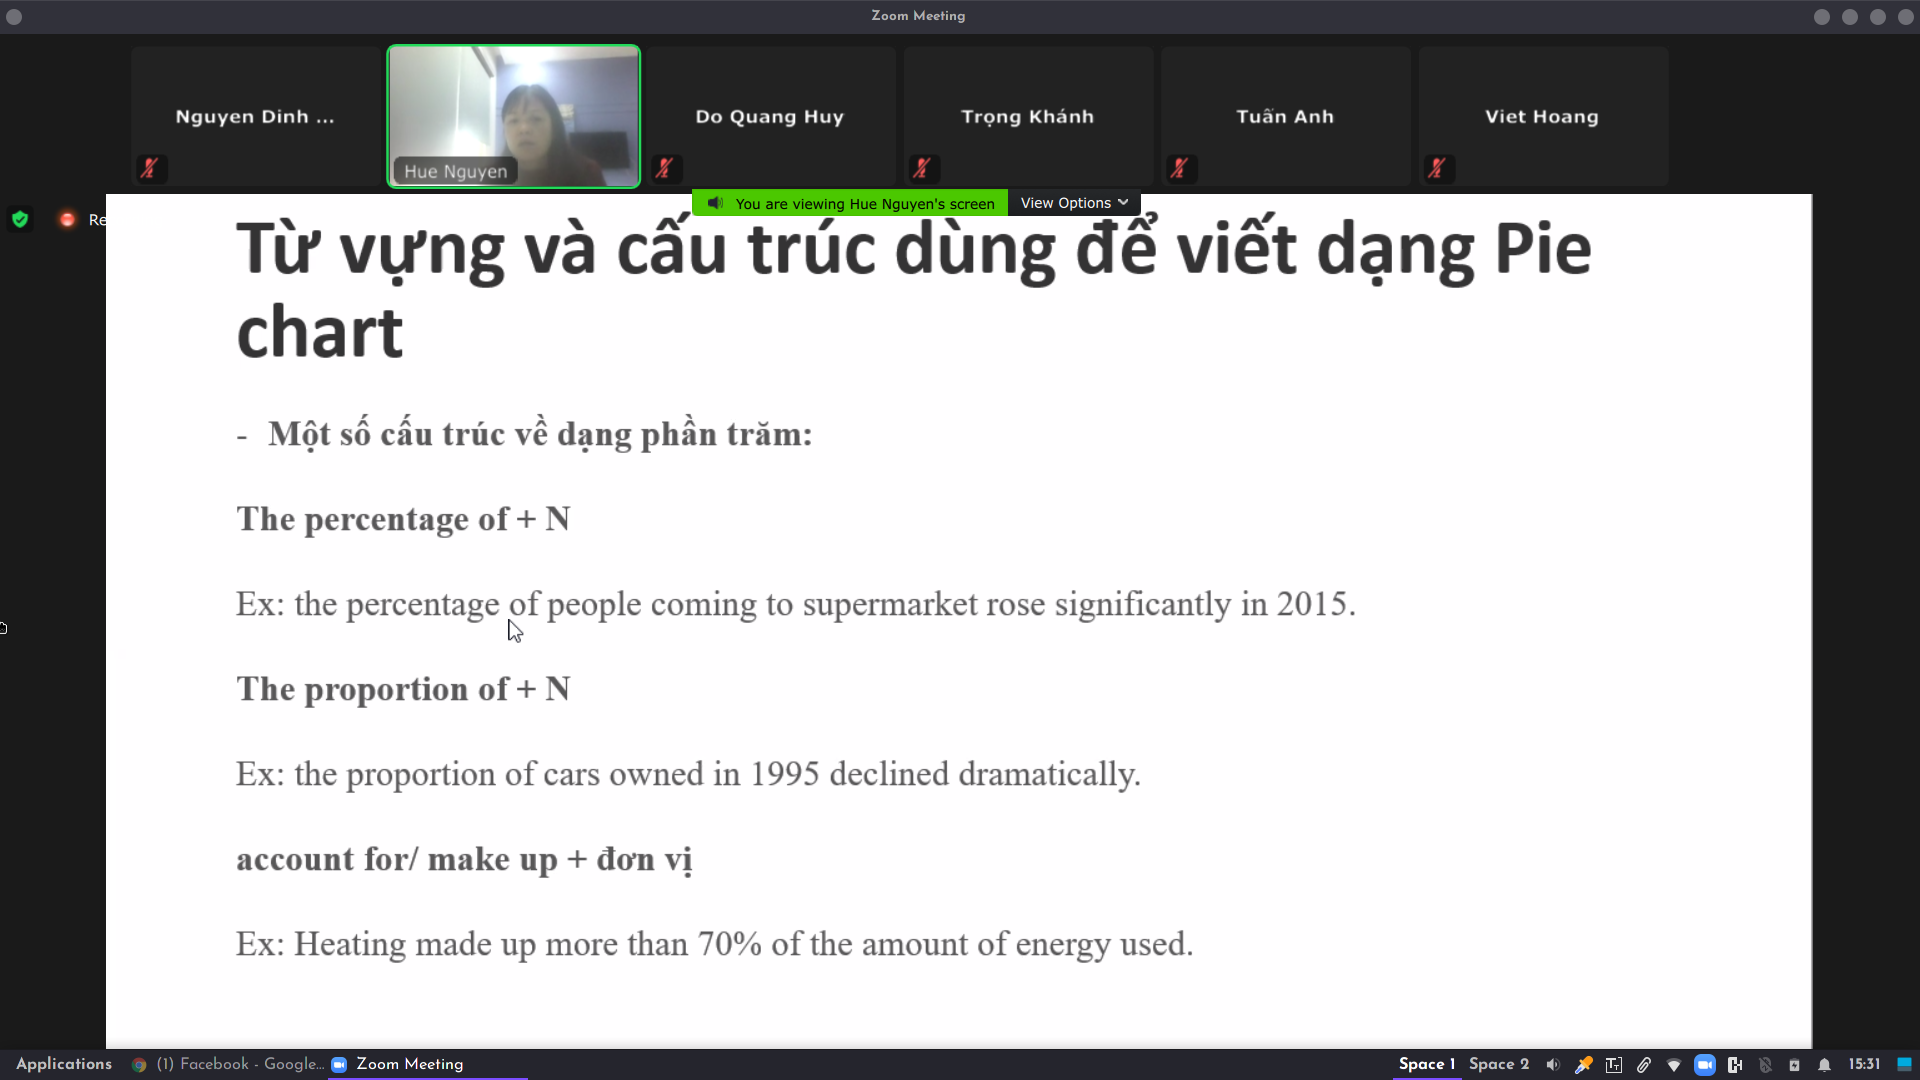 Zoom Meeting
Nguyen Dinh ...
Hue Nguyen
Do Quang Huy
Trọng Khánh
Tuấn Anh
Viet Hoang
Re
You are viewing Hue Nguyen's screen
View Options
Từ vựng và cấu trúc dùng để viết dạng Pie
chart
- Một số cấu trúc về dạng phần trăm:
The percentage of + N
Ex: the percentage of people coming to supermarket rose significantly in 2015.
The proportion of + N
Ex: the proportion of cars owned in 1995 declined dramatically.
account for/ make up + đơn vị
Ex: Heating made up more than 70% of the amount of energy used.
Applications (1) Facebook - Google... Zoom Meeting Space 1 Space 2 15:31